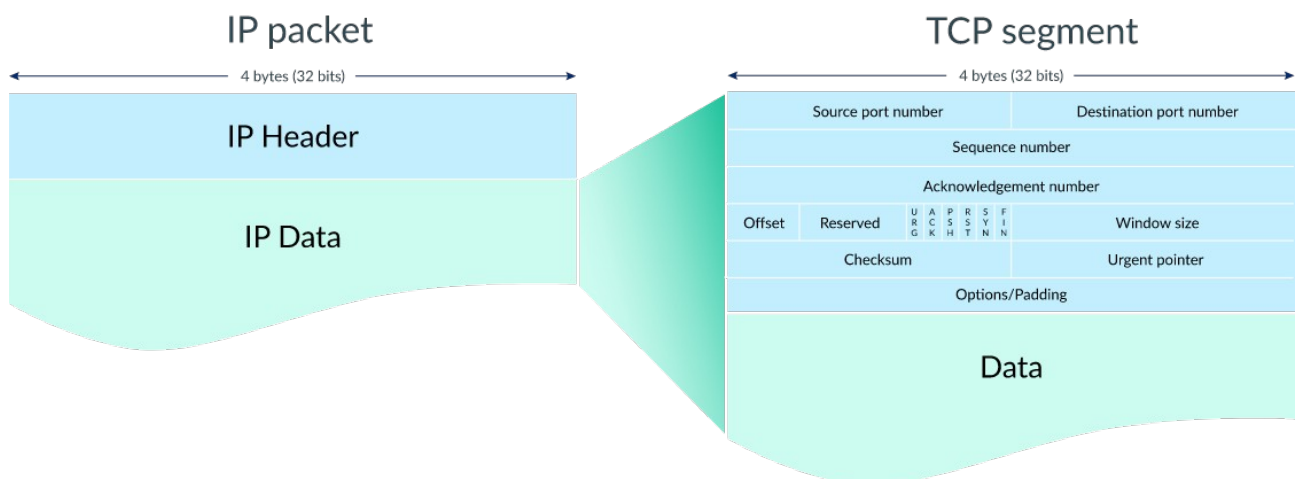 IP packet
TCP segment
4 bytes (32 bits)
4 bytes (32 bits)
IP Header
IP Data
Source port number
Destination port number
Sequence number
Acknowledgement number
Offset
Reserved
URG
ACK
PSH
RST
SYN
FIN
Window size
Checksum
Urgent pointer
Options/Padding
Data